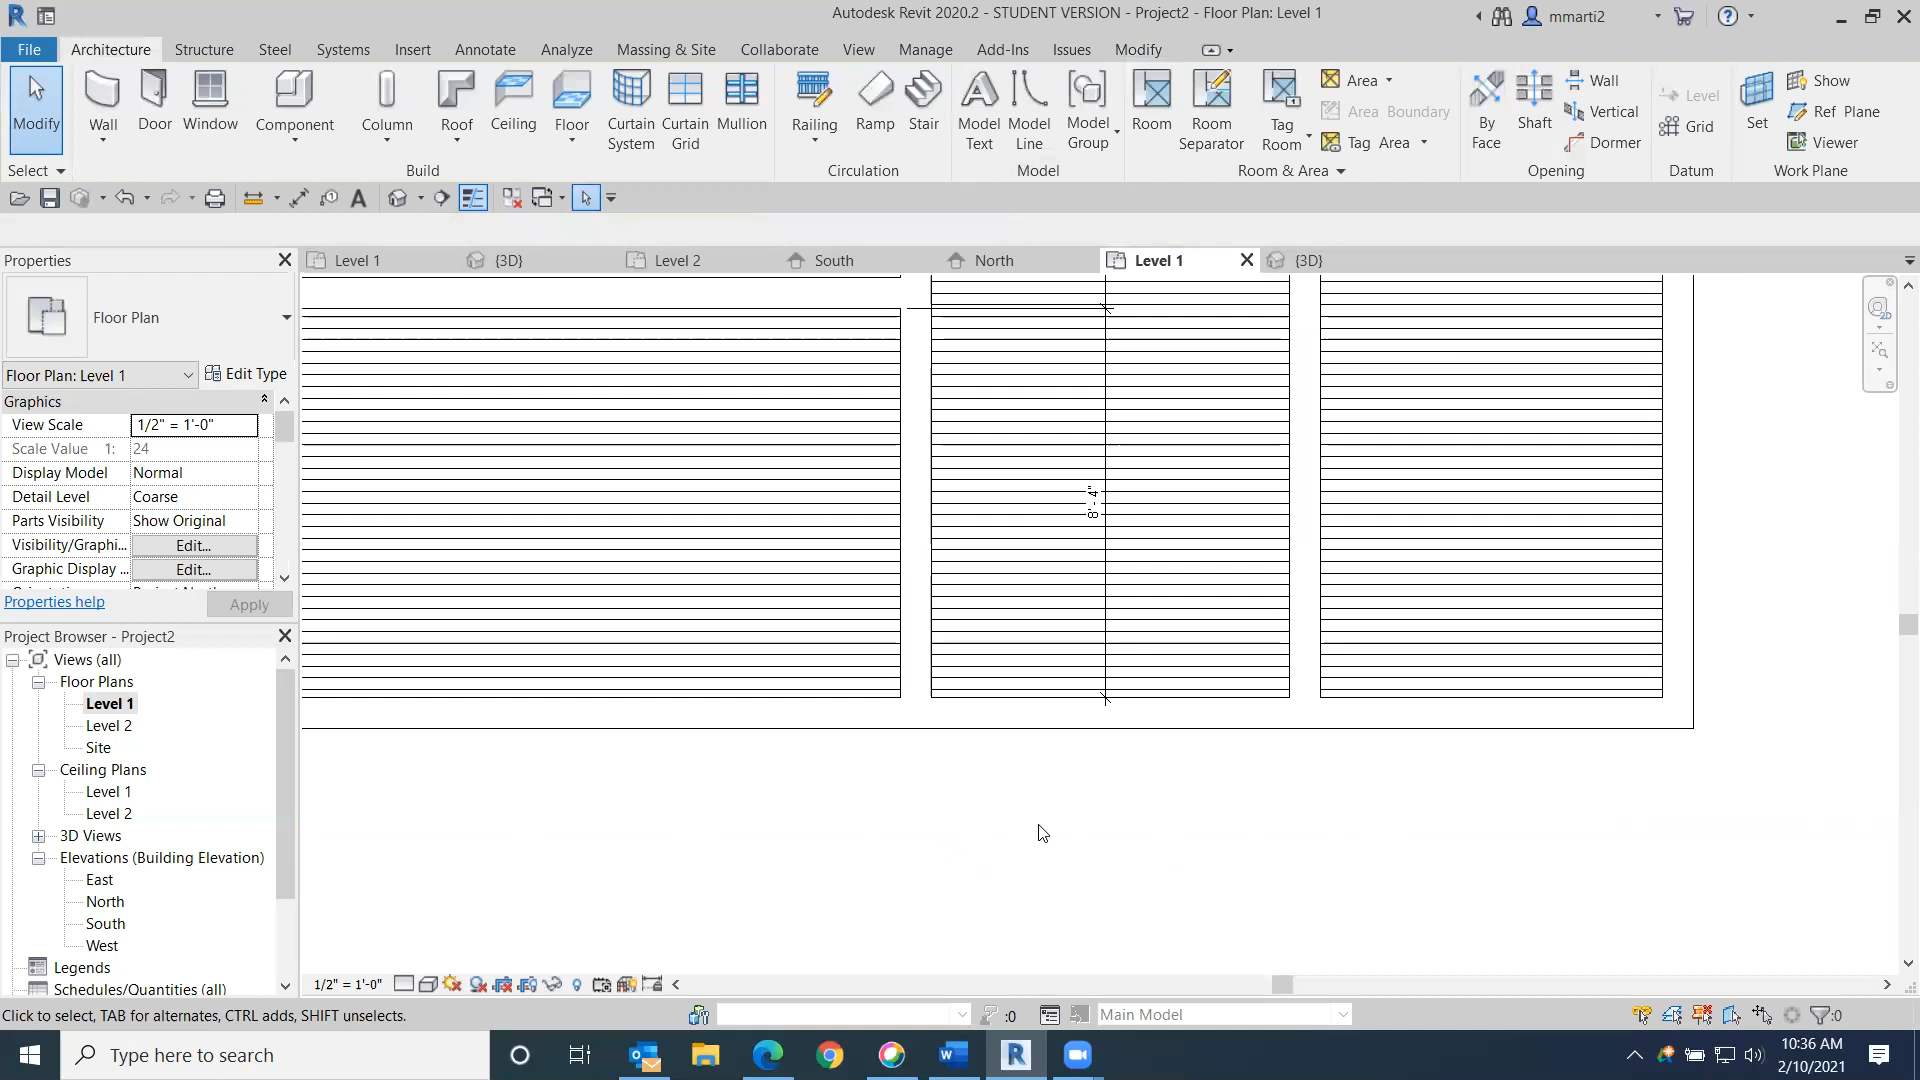 Autodesk Revit 2020.2 - STUDENT VERSION - Project2 - Floor Plan: Level 1
mmarti2
File Architecture Structure Steel Systems Insert Annotate Analyze Massing & Site Collaborate View Manage Add-Ins Issues Modify
Modify
Wall
Door
Window
Component
Column
Roof
Ceiling
Floor
Curtain System
Curtain Grid
Mullion
Railing
Ramp
Stair
Model Text
Model Line
Model Group
Room
Room Separator
Tag Room
Area
Area Boundary
Tag Area
By Face
Shaft
Wall
Vertical
Dormer
Level
Grid
Set
Show
Ref Plane
Viewer
Select
Build
Circulation
Model
Room & Area
Opening
Datum
Work Plane
Properties
Level 1
{3D}
Level 2
South
North
Level 1
{3D}
Floor Plan
Floor Plan: Level 1
Edit Type
Graphics
View Scale 1/2" = 1'-0"
Scale Value 1: 24
Display Model Normal
Detail Level Coarse
Parts Visibility Show Original
Visibility/Graphi... Edit...
Graphic Display ... Edit...
Properties help
Apply
8' - 4"
2D
Project Browser - Project2
Views (all)
Floor Plans
Level 1
Level 2
Site
Ceiling Plans
Level 1
Level 2
3D Views
Elevations (Building Elevation)
East
North
South
West
Legends
Schedules/Quantities (all)
1/2" = 1'-0"
Click to select, TAB for alternates, CTRL adds, SHIFT unselects.
:0
Main Model
:0
Type here to search
10:36 AM
2/10/2021